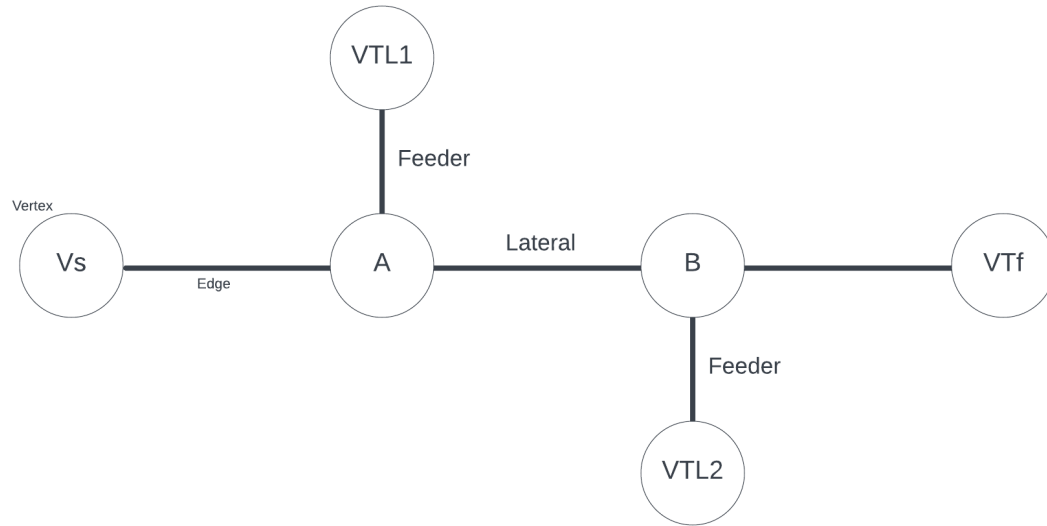 VTL1
Feeder
Vertex
Vs
Edge
A
Lateral
B
VTf
Feeder
VTL2